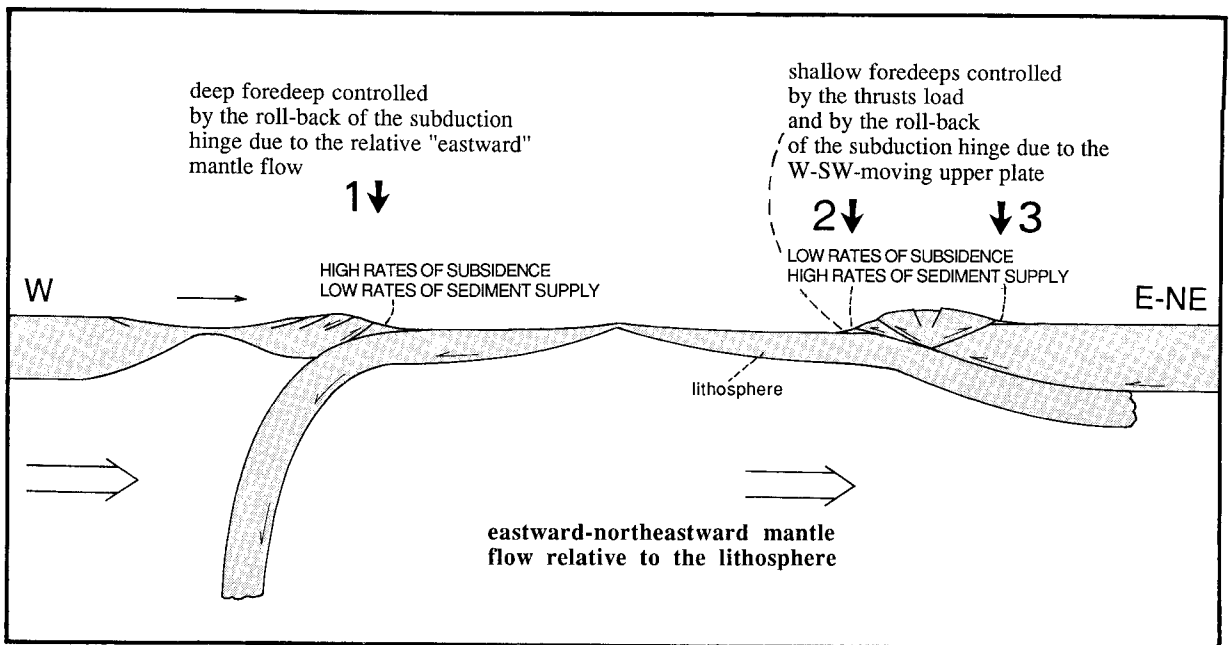 deep foredeep controlled
by the roll-back of the subduction
hinge due to the relative "eastward"
mantle flow
1
shallow foredeeps controlled
by the thrusts load
and by the roll-back
of the subduction hinge due to the
W-SW-moving upper plate
2
3
HIGH RATES OF SUBSIDENCE
LOW RATES OF SEDIMENT SUPPLY
LOW RATES OF SUBSIDENCE
HIGH RATES OF SEDIMENT SUPPLY
W
E-NE
lithosphere
eastward-northeastward mantle
flow relative to the lithosphere